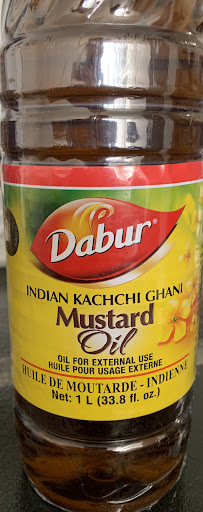 Dabur®
INDIAN KACHCHI GHANI
Mustard
Oil
OIL FOR EXTERNAL USE
HUILE POUR USAGE EXTERNE
HUILE DE MOUTARDE - INDIENNE
Net: 1 L (33.8 fl. oz.)